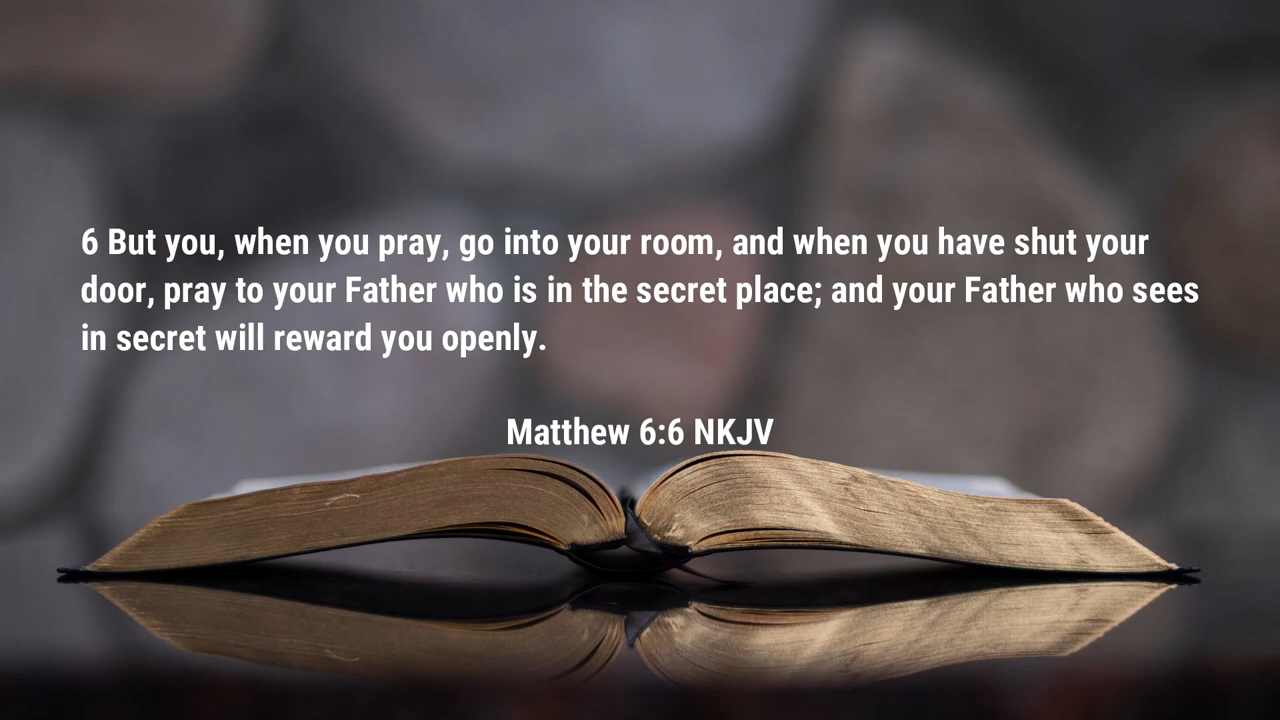 6 But you, when you pray, go into your room, and when you have shut your
door, pray to your Father who is in the secret place; and your Father who sees
in secret will reward you openly.
Matthew 6:6 NKJV